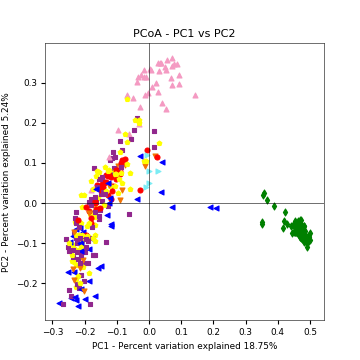 PCoA - PC1 vs PC2
PC2 - Percent variation explained 5.24%
0.3
0.2
0.1
0.0
−0.1
−0.2
−0.3 −0.2 −0.1 0.0 0.1 0.2 0.3 0.4 0.5
PC1 - Percent variation explained 18.75%